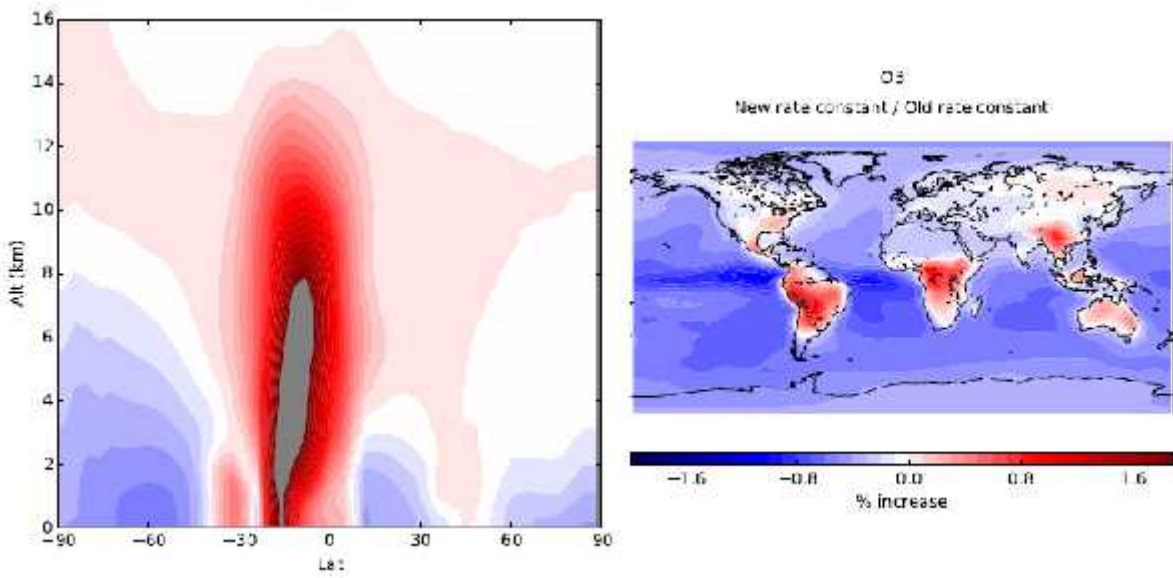 16
14
12
10
8
6
4
2
0
Alt (km)
−90 −60 −30 0 30 60 90
Lat
O3
New rate constant / Old rate constant
−1.6 −0.8 0.0 0.8 1.6
% increase